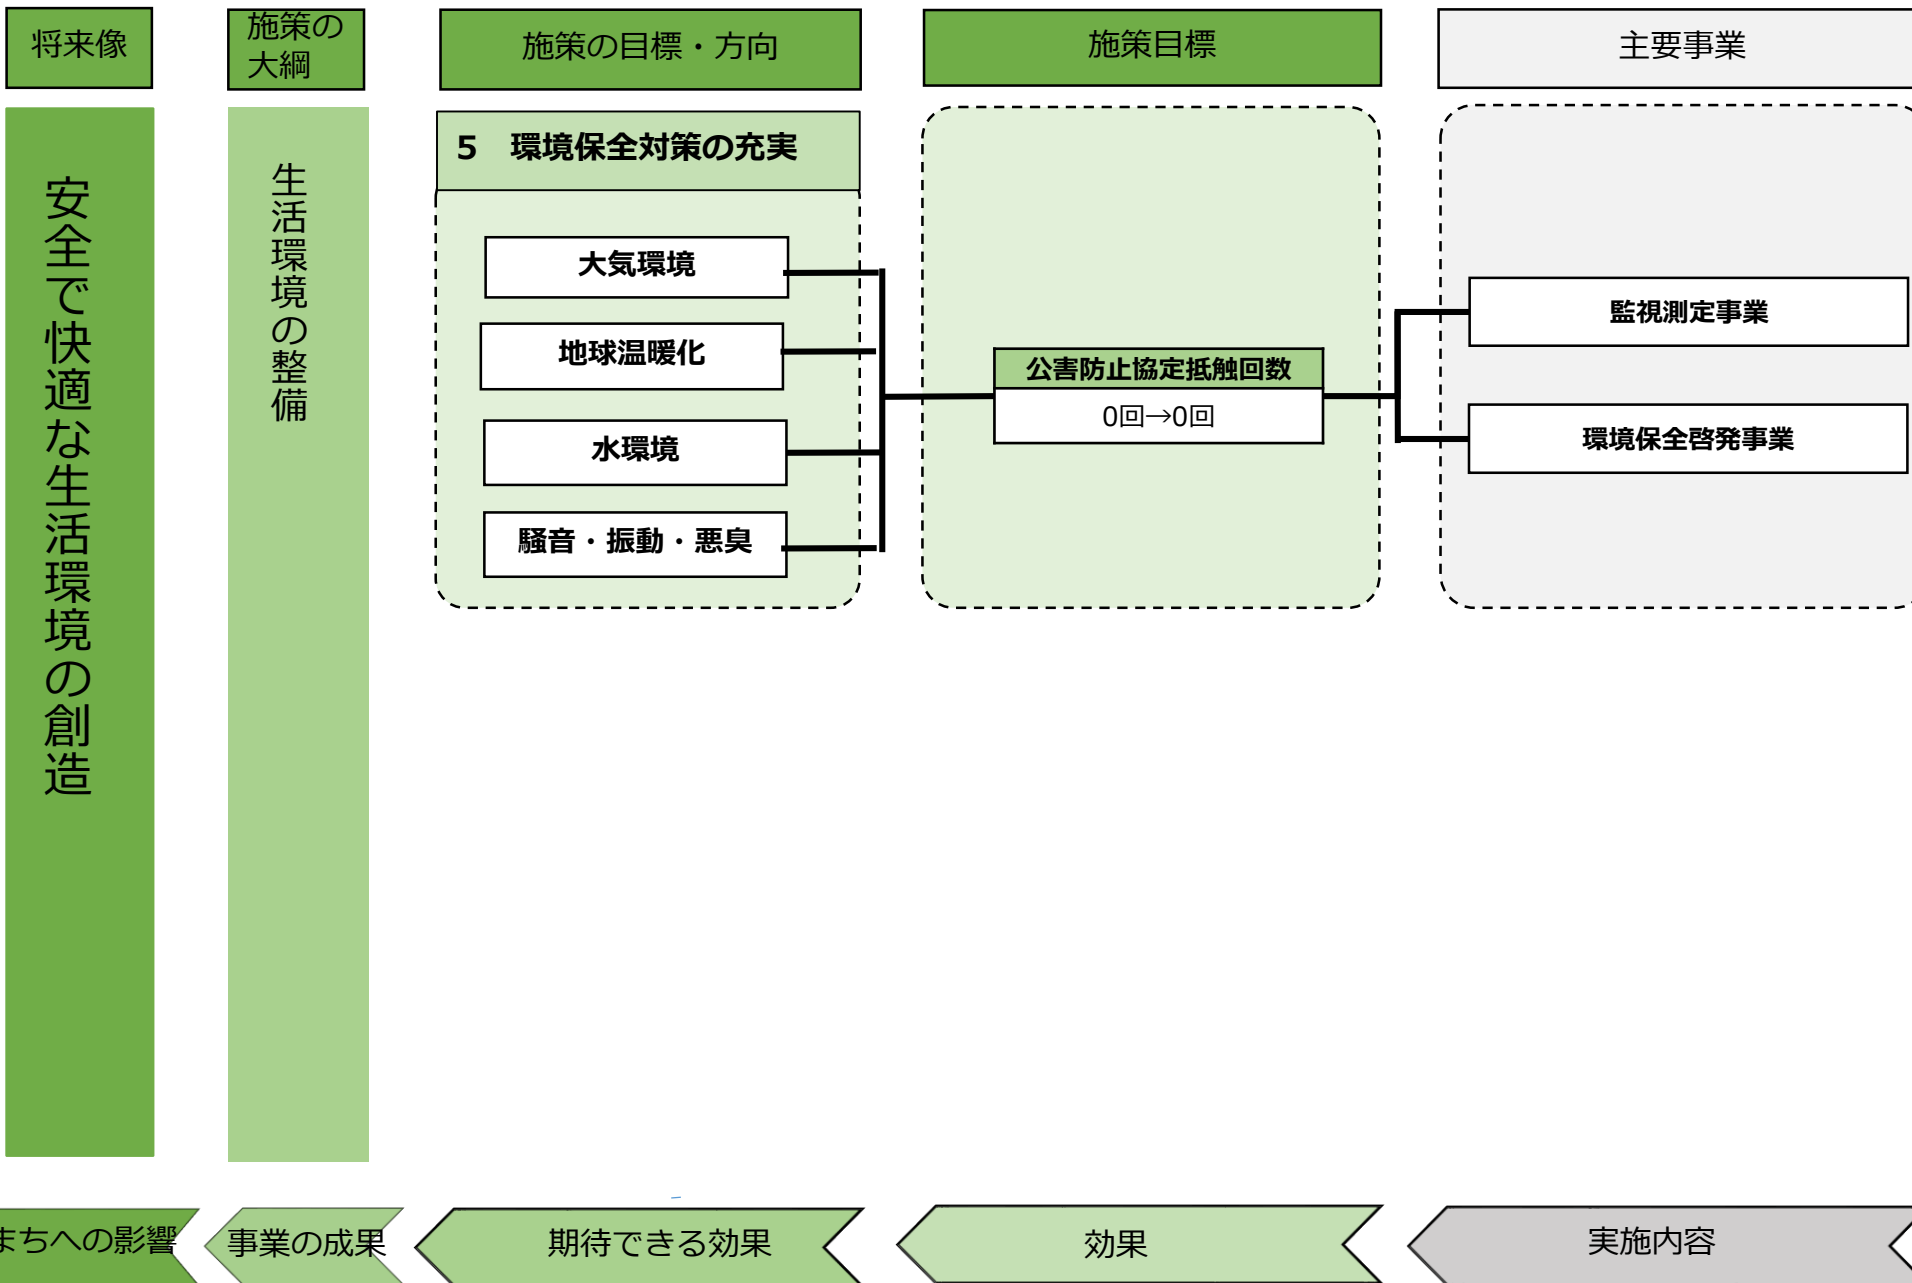 将来像
施策の
大綱
施策の目標・方向
施策目標
主要事業
安全で快適な生活環境の創造
生活環境の整備
5　環境保全対策の充実
大気環境
地球温暖化
水環境
騒音・振動・悪臭
公害防止協定抵触回数
0回→0回
監視測定事業
環境保全啓発事業
まちへの影響
事業の成果
期待できる効果
効果
実施内容